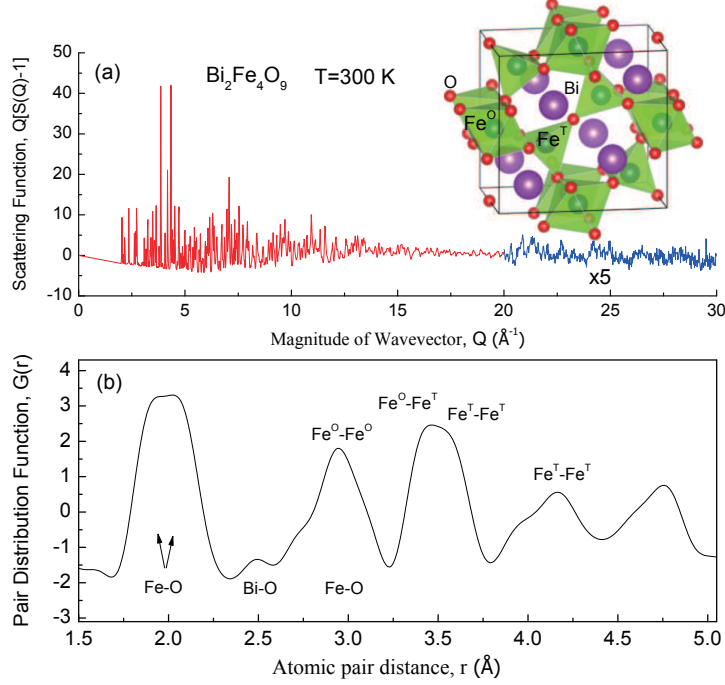 (a)
Bi₂Fe₄O₉ T=300 K
O
Bi
Feᴼ
Feᵀ
x5
Scattering Function, Q[S(Q)-1]
50
40
30
20
10
0
-10
0 5 10 15 20 25 30
Magnitude of Wavevector, Q (Å⁻¹)
(b)
Feᴼ-Feᵀ
Feᵀ-Feᵀ
Feᴼ-Feᴼ
Feᵀ-Feᵀ
Fe-O
Bi-O
Fe-O
Pair Distribution Function, G(r)
4
3
2
1
0
-1
-2
-3
1.5 2.0 2.5 3.0 3.5 4.0 4.5 5.0
Atomic pair distance, r (Å)